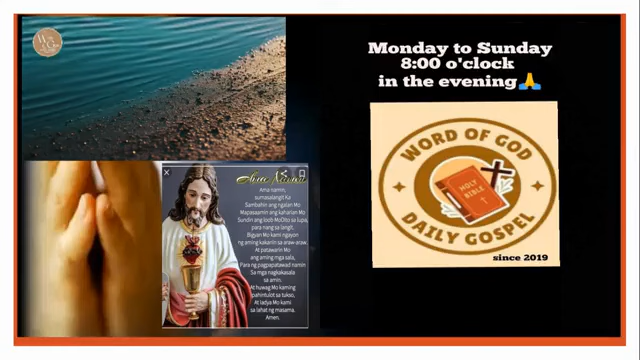 Monday to Sunday
8:00 o'clock
in the evening🙏
WORD OF GOD
HOLY
BIBLE
DAILY GOSPEL
since 2019
Ama Namin
Ama namin,
sumasalangit Ka
Sambahin ang ngalan Mo
Mapasaamin ang kaharian Mo
Sundin ang loob Mo Dito sa lupa,
para nang sa langit.
Bigyan Mo kami ngayon
ng aming kakanin sa araw-araw,
At patawarin Mo
ang aming mga sala,
Para ng pagpapatawad namin
Sa mga nagkakasala
sa amin.
At huwag Mo kaming
pahintulot sa tukso,
At iadya Mo kami
sa lahat ng masama.
Amen.